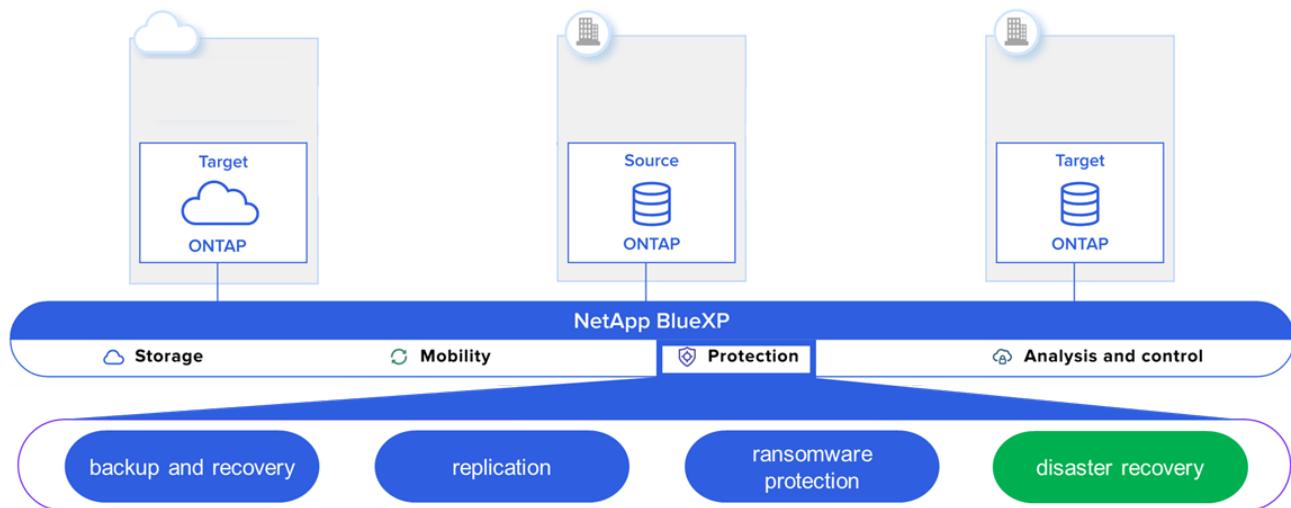 Target
ONTAP
Source
ONTAP
Target
ONTAP
NetApp BlueXP
Storage
Mobility
Protection
Analysis and control
backup and recovery
replication
ransomware
protection
disaster recovery